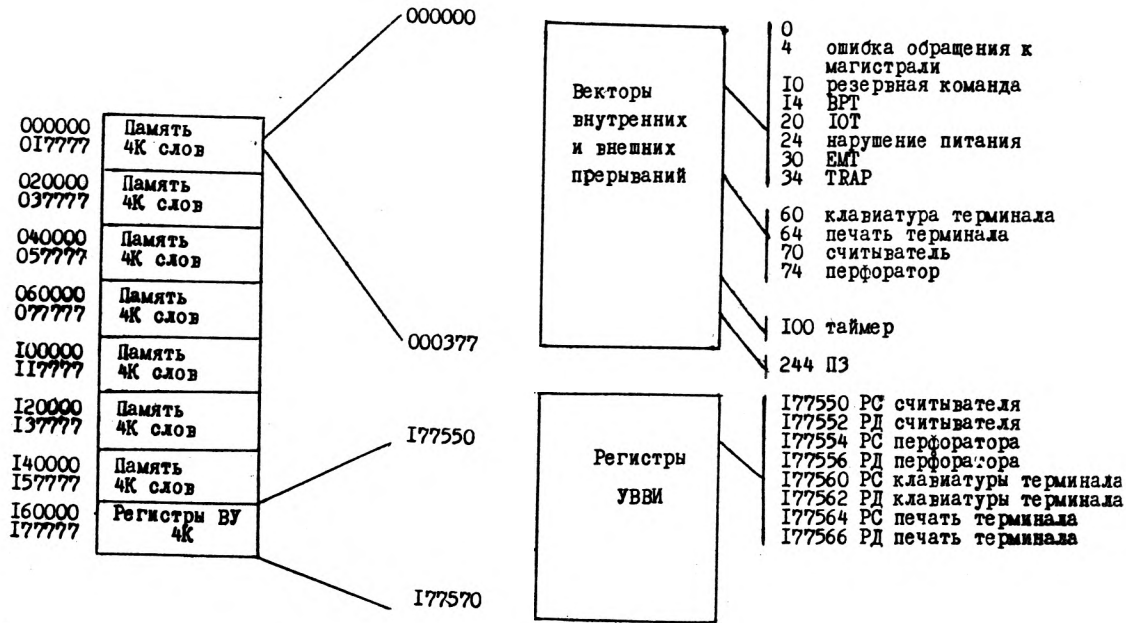 000000
017777
Память
4К слов
020000
037777
Память
4К слов
040000
057777
Память
4К слов
060000
077777
Память
4К слов
I00000
II7777
Память
4К слов
I20000
I37777
Память
4К слов
I40000
I57777
Память
4К слов
I60000
I77777
Регистры ВУ
4К
000000
000377
I77550
I77570
Векторы
внутренних
и внешних
прерываний
0
4 ошибка обращения к
магистрали
I0 резервная команда
I4 BPT
20 IOT
24 нарушение питания
30 EMT
34 TRAP
60 клавиатура терминала
64 печать терминала
70 считыватель
74 перфоратор
I00 таймер
244 ПЗ
Регистры
УВВИ
I77550 РС считывателя
I77552 РД считывателя
I77554 РС перфоратора
I77556 РД перфоратора
I77560 РС клавиатуры терминала
I77562 РД клавиатуры терминала
I77564 РС печать терминала
I77566 РД печать терминала